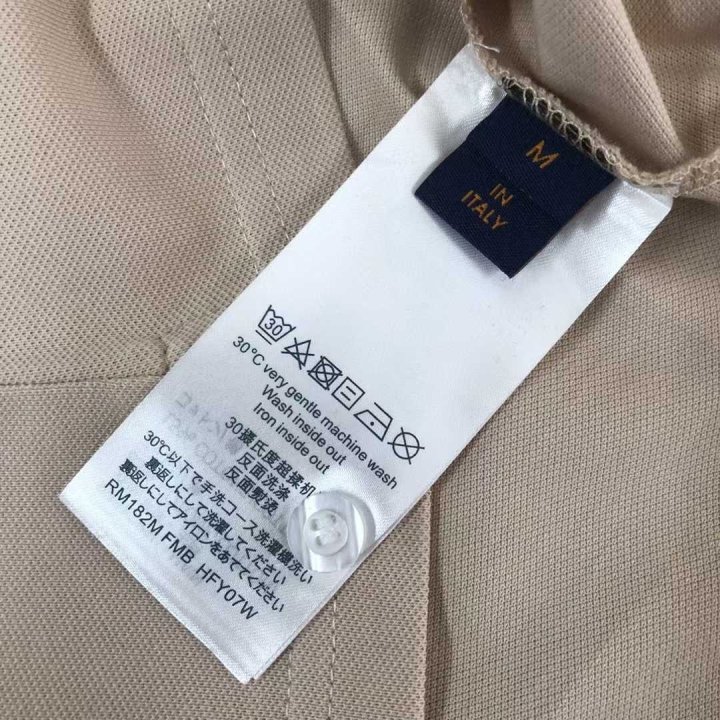 M
IN
ITALY
30
30°C very gentle machine wash
Wash inside out
Iron inside out
30摄氏度超揉机
反面洗涤
反面熨烫
30℃以下で手洗コース洗濯機洗い
裏返しにして洗濯してください
裏返しにしてアイロンをあててください
RM182M FMB HFY07W